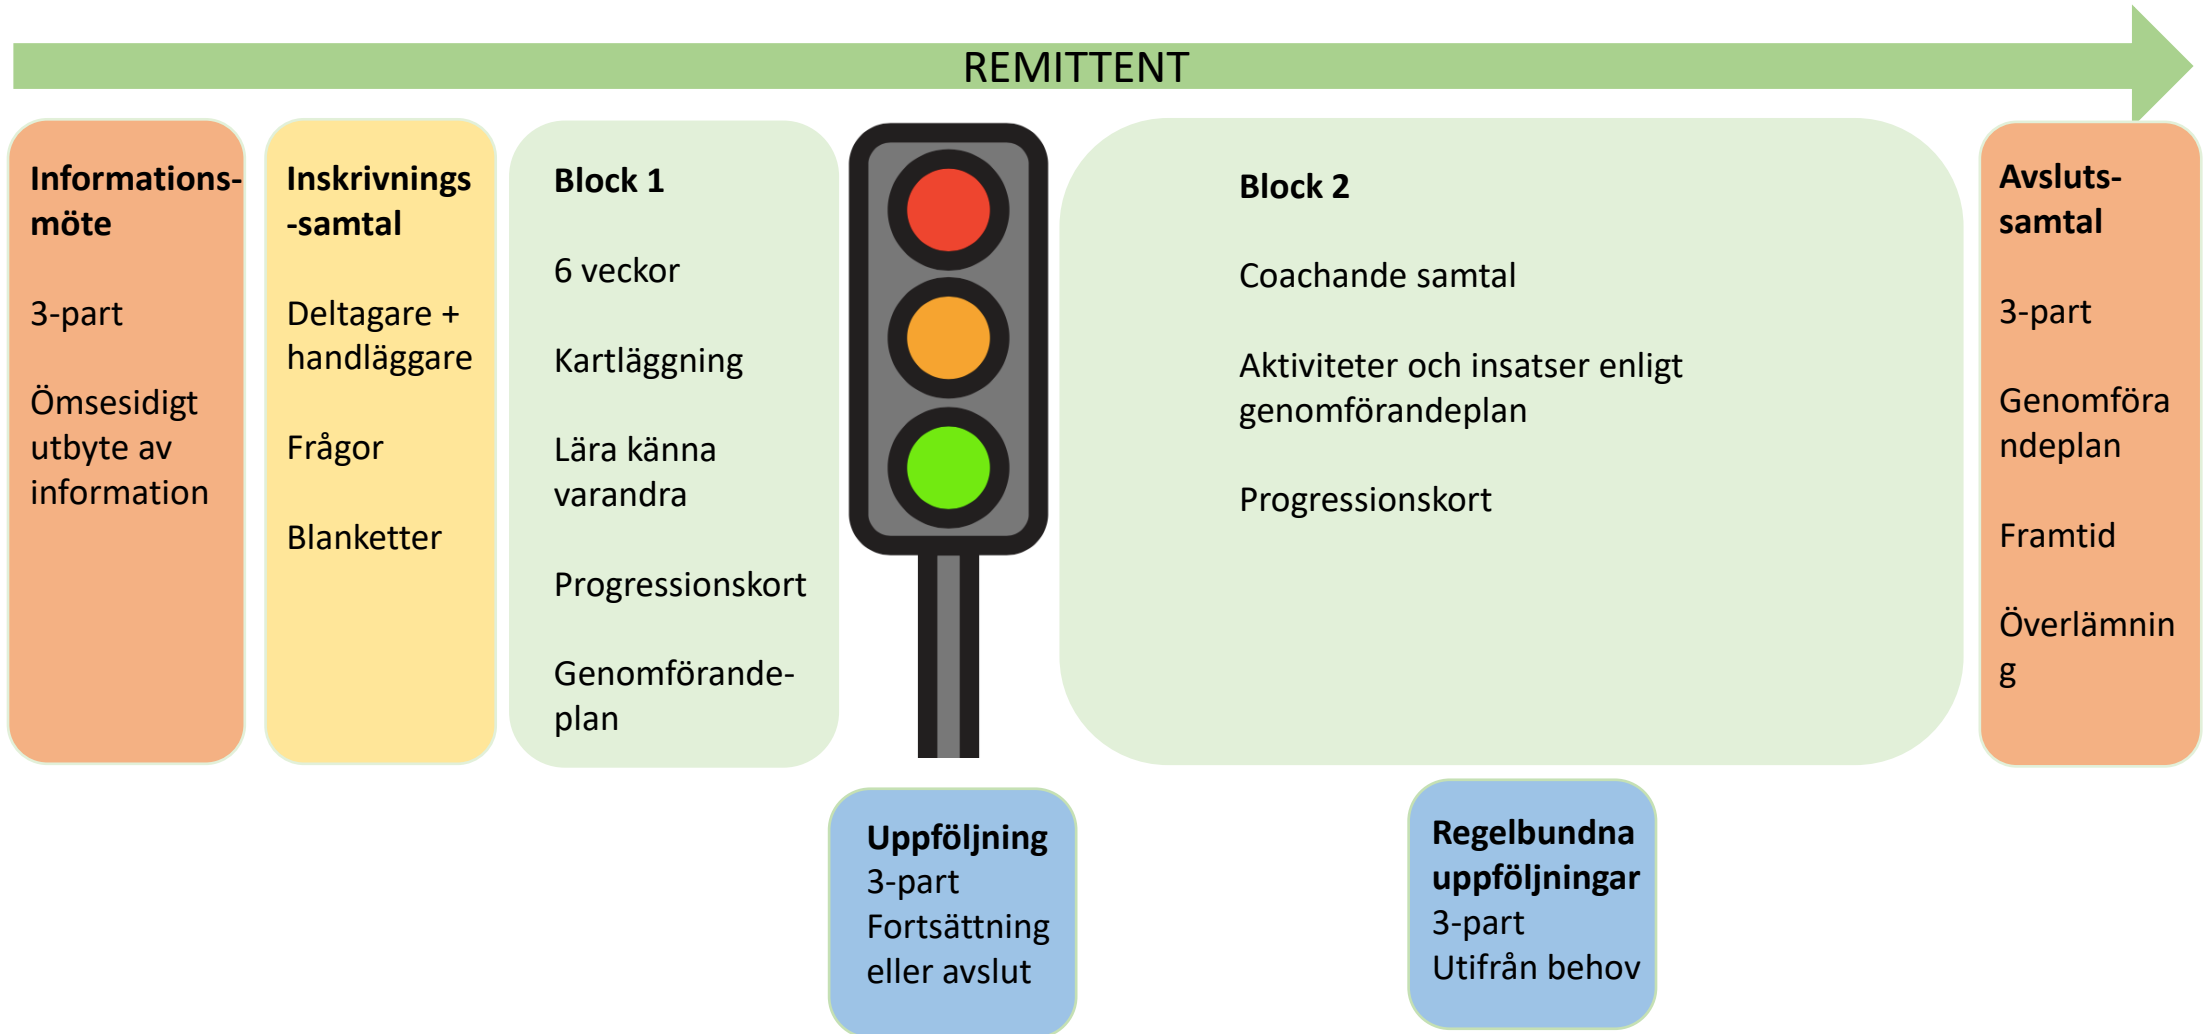 REMITTENT
Informations-
möte
3-part
Ömsesidigt
utbyte av
information
Inskrivnings
-samtal
Deltagare +
handläggare
Frågor
Blanketter
Block 1
6 veckor
Kartläggning
Lära känna
varandra
Progressionskort
Genomförande-
plan
Uppföljning
3-part
Fortsättning
eller avslut
Block 2
Coachande samtal
Aktiviteter och insatser enligt
genomförandeplan
Progressionskort
Regelbundna
uppföljningar
3-part
Utifrån behov
Avsluts-
samtal
3-part
Genomföra
ndeplan
Framtid
Överlämnin
g